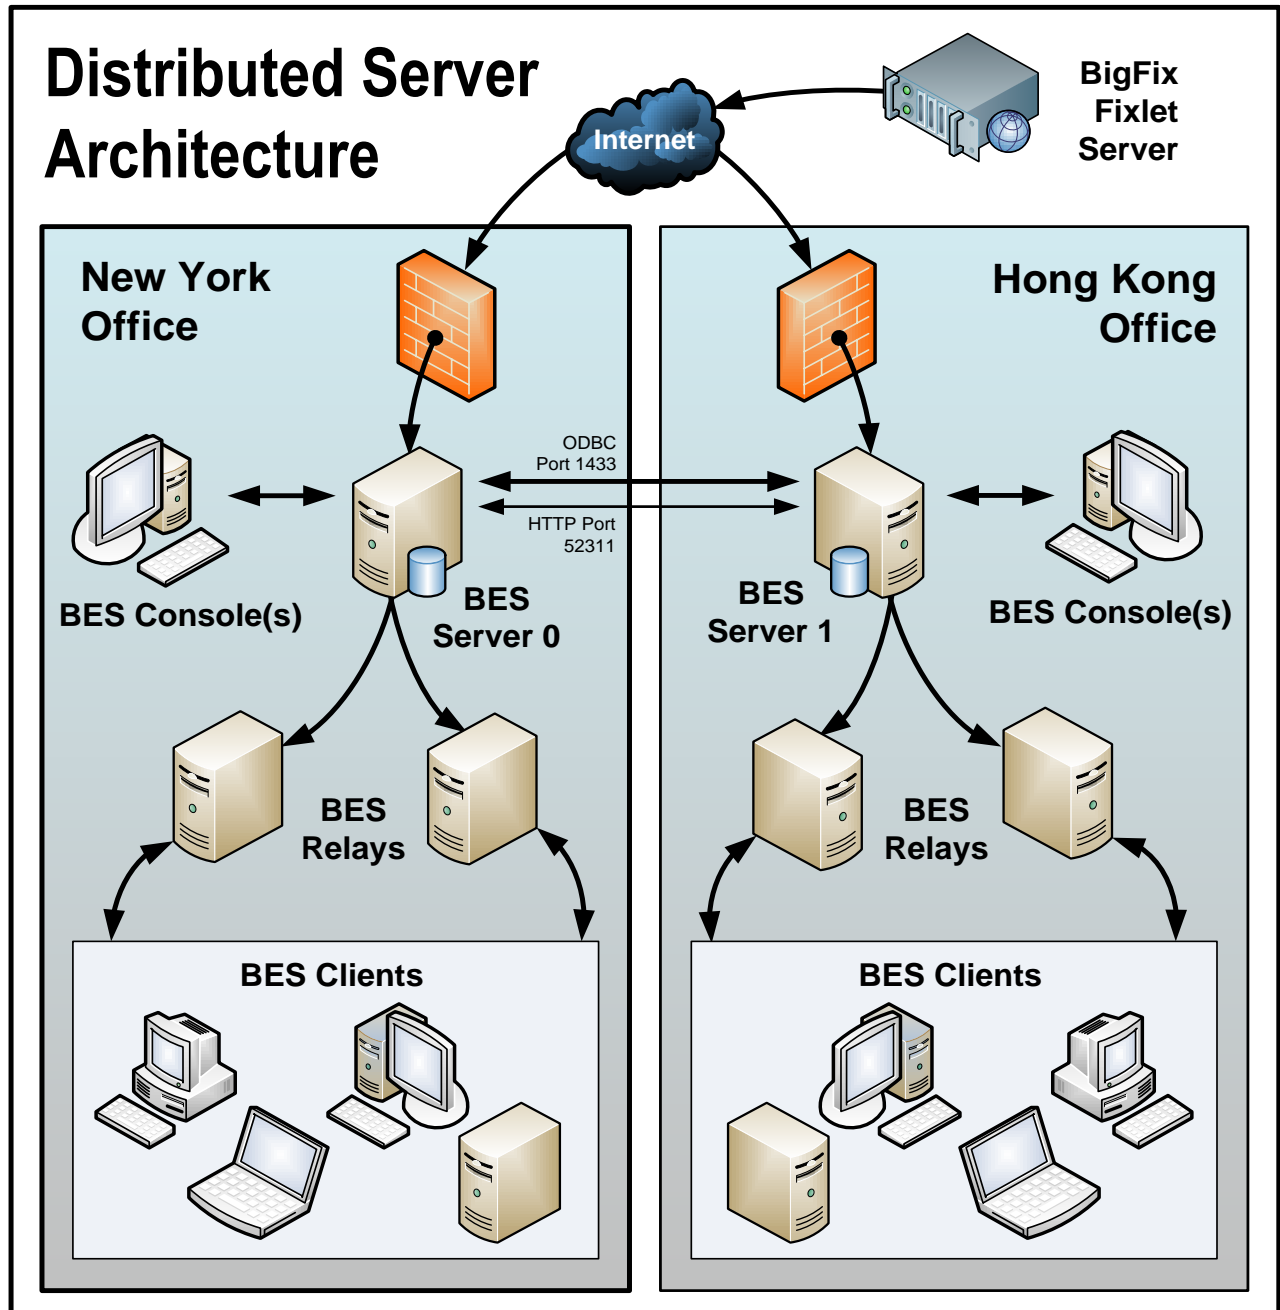 Distributed Server
Architecture
Internet
BigFix
Fixlet
Server
New York
Office
Hong Kong
Office
ODBC
Port 1433
HTTP Port
52311
BES Console(s)
BES
Server 0
BES
Server 1
BES Console(s)
BES
Relays
BES
Relays
BES Clients
BES Clients